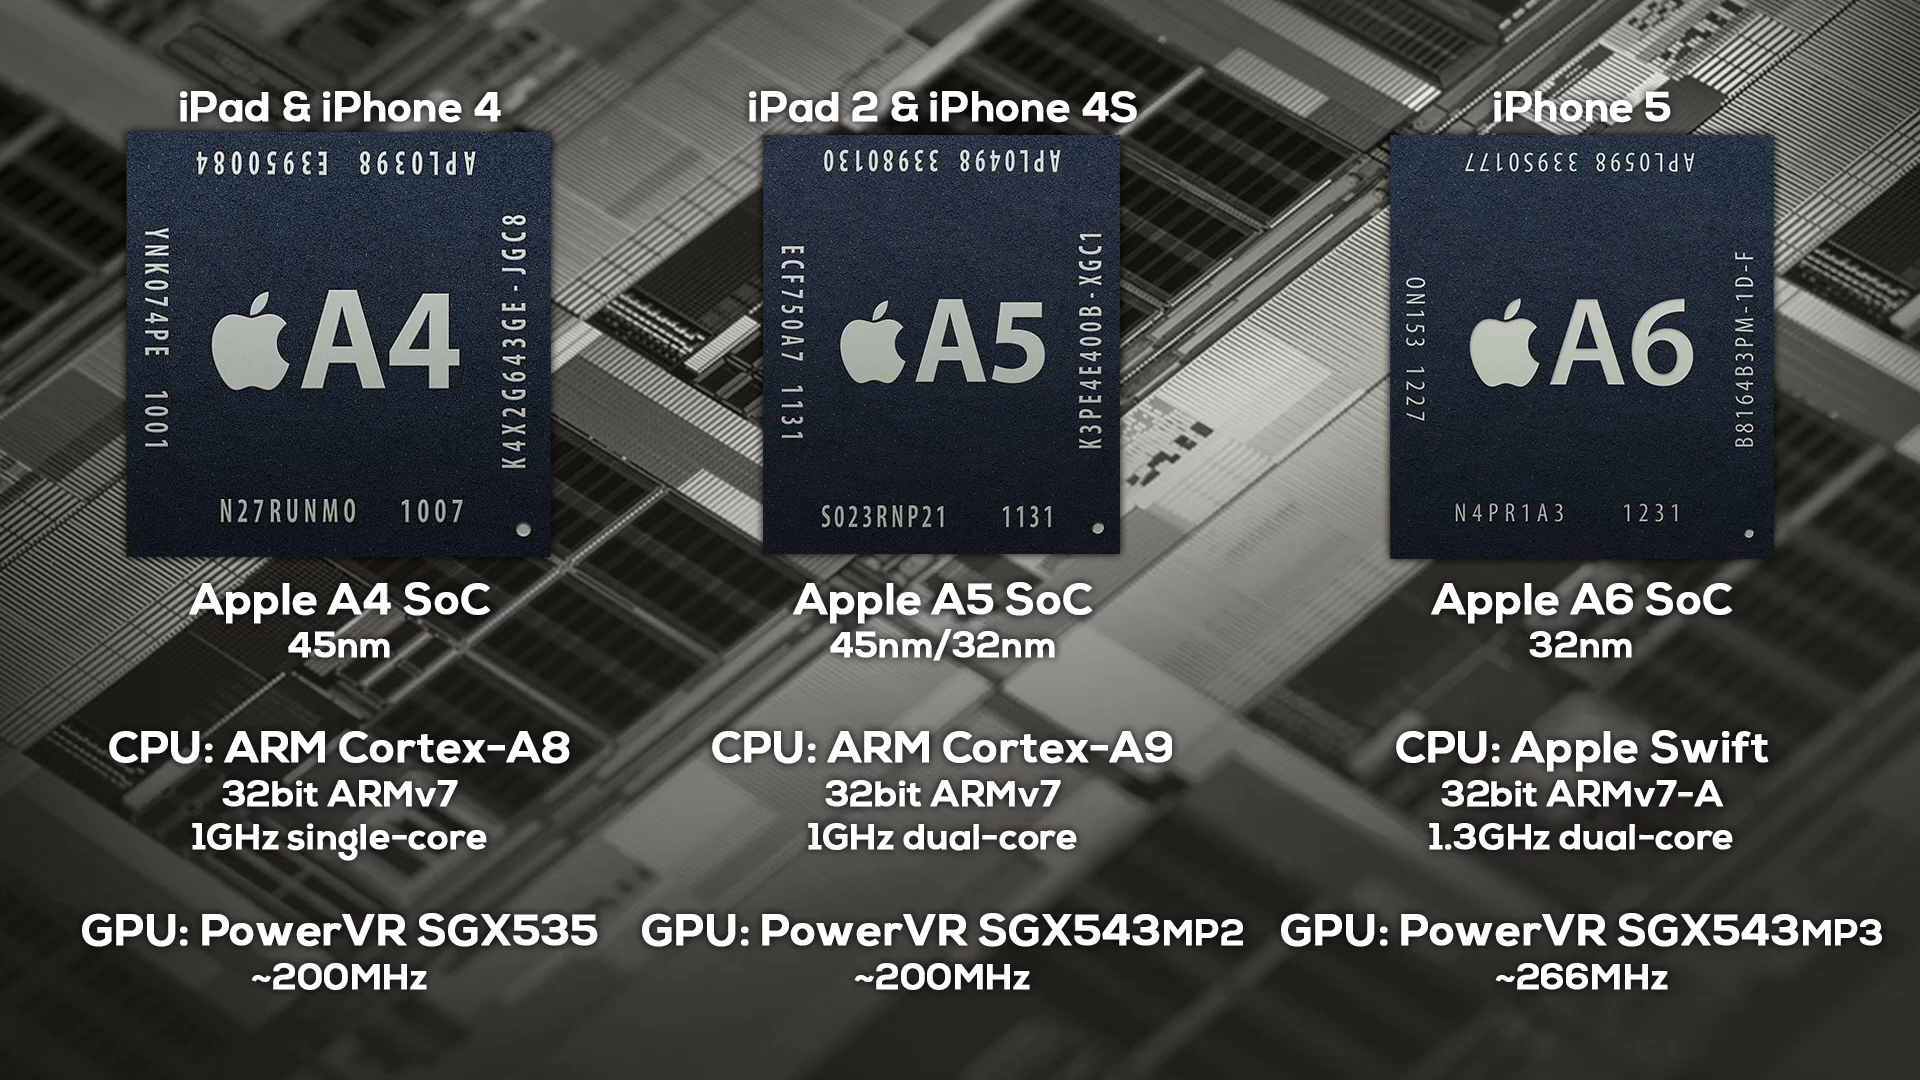 iPad & iPhone 4
APL0398 E3950084
YNK074PE 1001
A4
K4X2G643GE-JGC8
N27RUNM0 1007
Apple A4 SoC
45nm
CPU: ARM Cortex-A8
32bit ARMv7
1GHz single-core
GPU: PowerVR SGX535
~200MHz
iPad 2 & iPhone 4S
APL0498 33980130
ECF750A7 1131
A5
K3PE4E400B-XGC1
S023RNP21 1131
Apple A5 SoC
45nm/32nm
CPU: ARM Cortex-A9
32bit ARMv7
1GHz dual-core
GPU: PowerVR SGX543MP2
~200MHz
iPhone 5
APL0598 339S0177
ON153 1227
A6
B8164B3PM-1D-F
N4PR1A3 1231
Apple A6 SoC
32nm
CPU: Apple Swift
32bit ARMv7-A
1.3GHz dual-core
GPU: PowerVR SGX543MP3
~266MHz